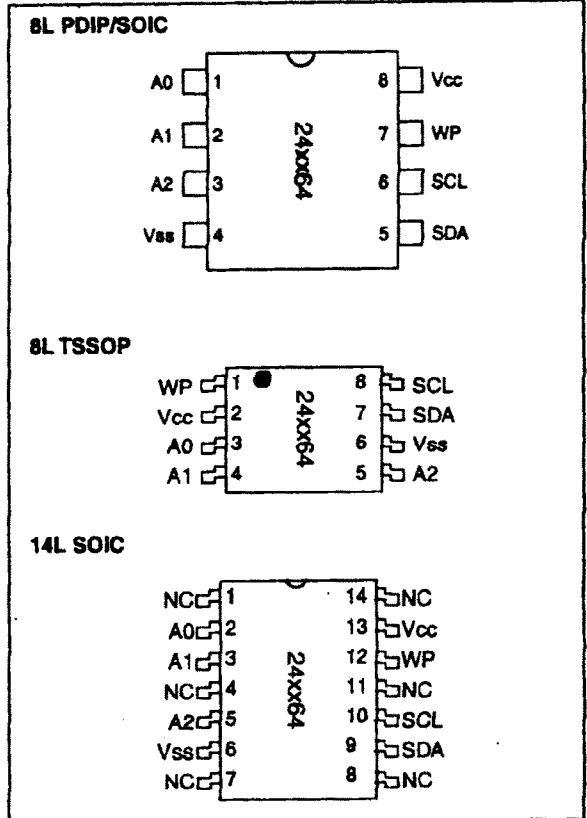 8L PDIP/SOIC
A0 1 8 Vcc
A1 2 7 WP
A2 3 6 SCL
Vss 4 5 SDA
24xx64
8L TSSOP
WP 1 8 SCL
Vcc 2 7 SDA
A0 3 6 Vss
A1 4 5 A2
24xx64
14L SOIC
NC 1 14 NC
A0 2 13 Vcc
A1 3 12 WP
NC 4 11 NC
A2 5 10 SCL
Vss 6 9 SDA
NC 7 8 NC
24xx64